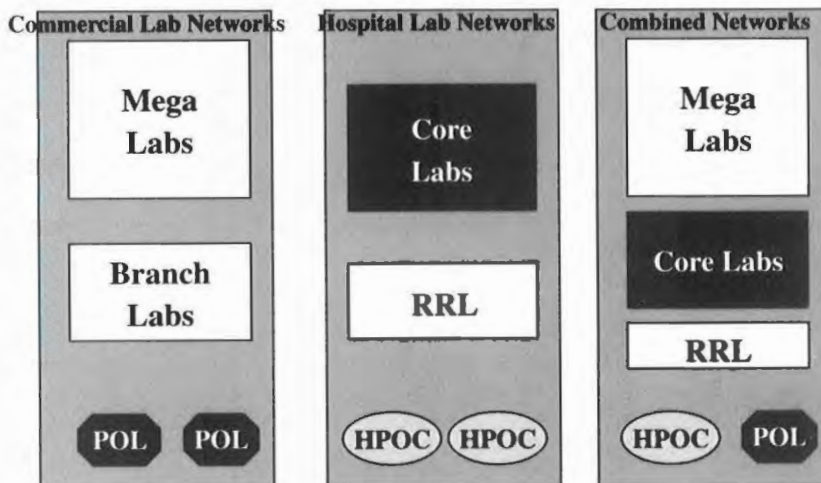 Commercial Lab Networks
Mega
Labs
Branch
Labs
POL
POL
Hospital Lab Networks
Core
Labs
RRL
HPOC
HPOC
Combined Networks
Mega
Labs
Core Labs
RRL
HPOC
POL